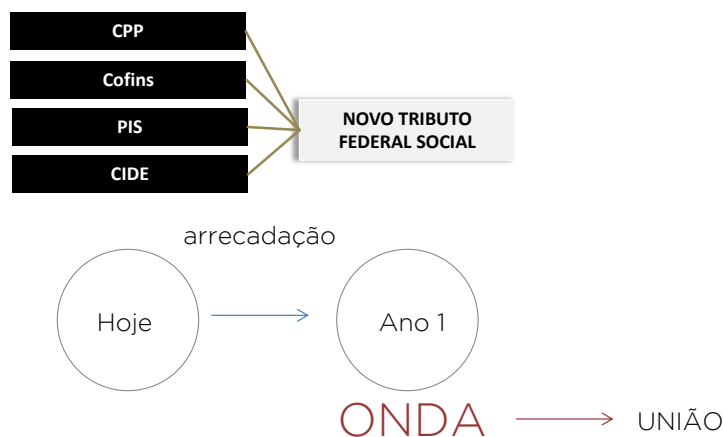 CPP
Cofins
PIS
CIDE
NOVO TRIBUTO
FEDERAL SOCIAL
arrecadação
Hoje
Ano 1
ONDA
UNIÃO